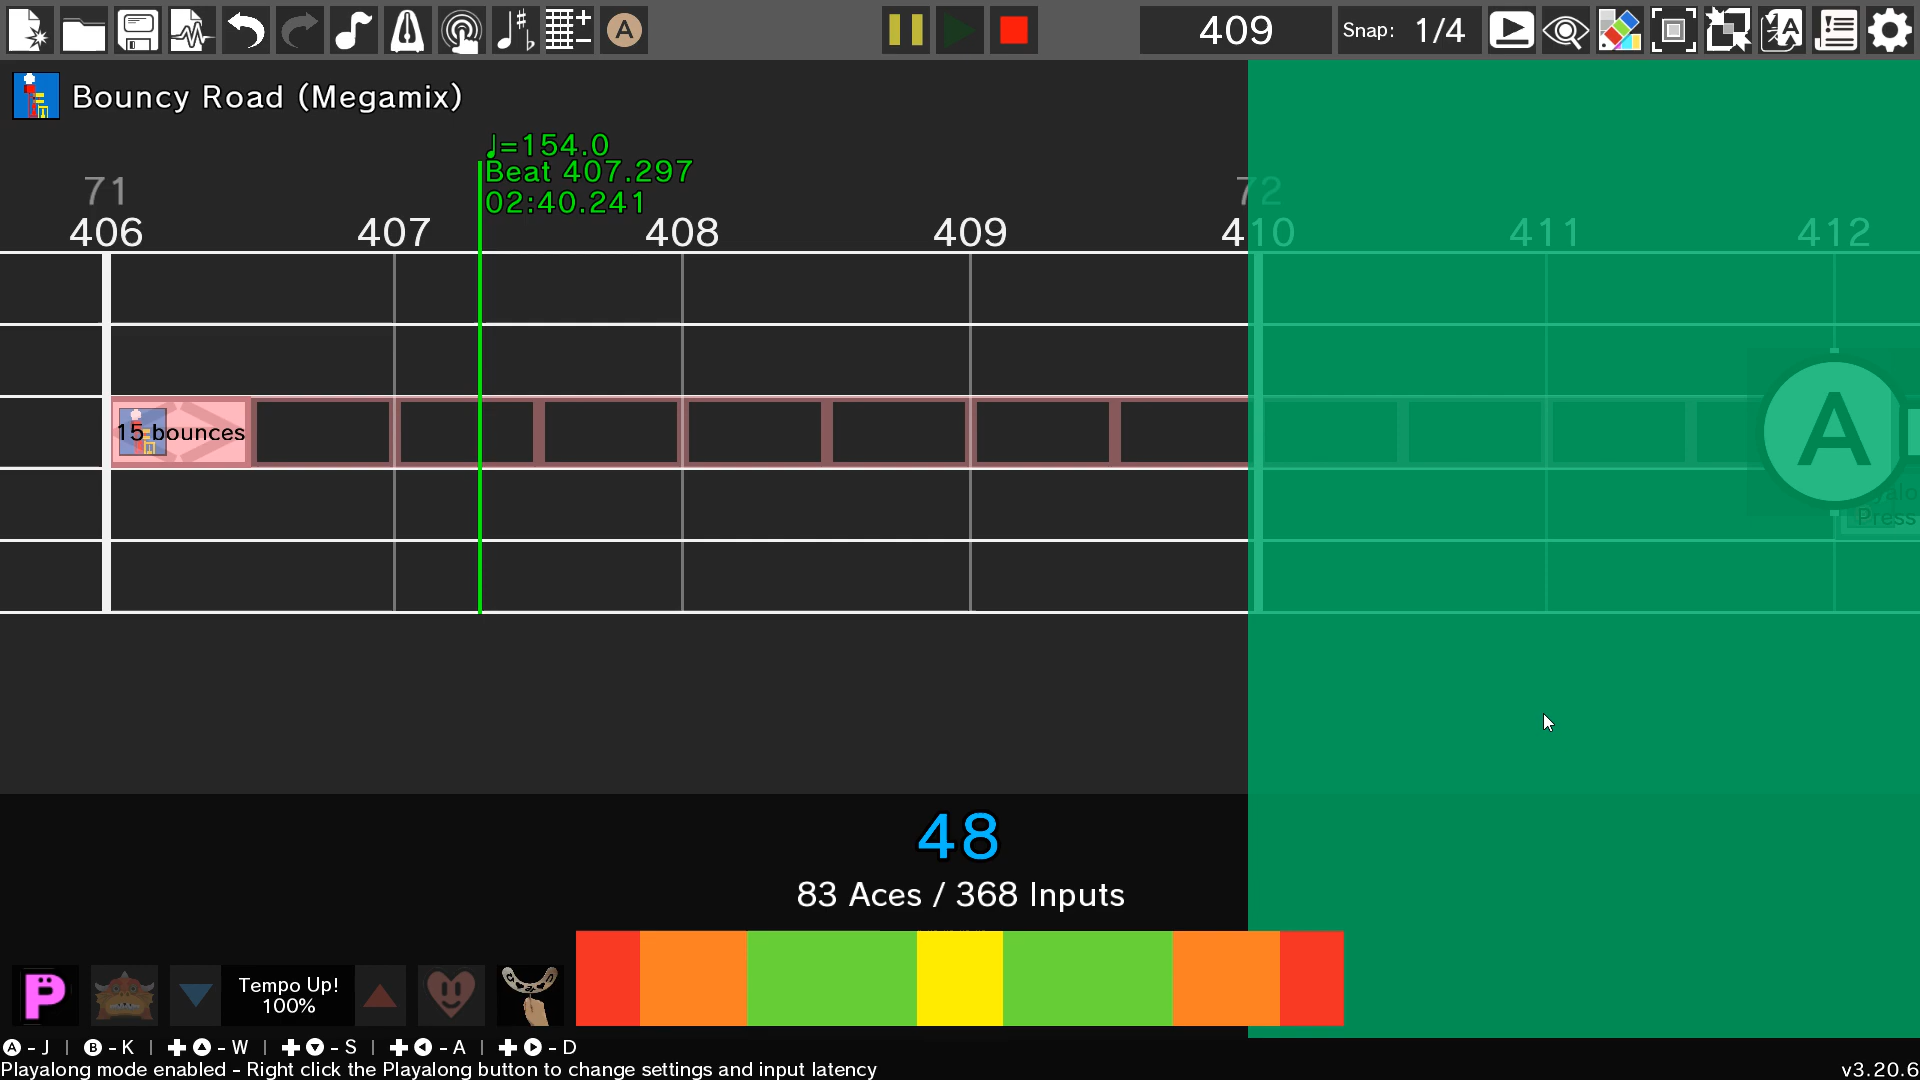 A
409
Snap: 1/4
A
Bouncy Road (Megamix)
♩=154.0
Beat 407.297
02:40.241
71
72
406
407
408
409
410
411
412
15 bounces
A
Press
48
83 Aces / 368 Inputs
P
Tempo Up!
100%
A - J | B - K | ✚▲ - W | ✚▼ - S | ✚◀ - A | ✚▶ - D
Playalong mode enabled - Right click the Playalong button to change settings and input latency
v3.20.6